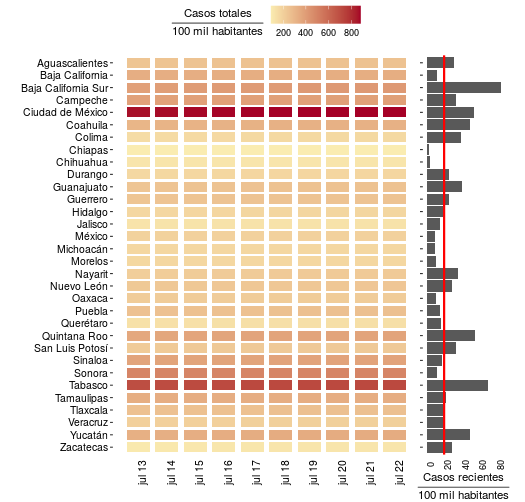 Casos totales
100 mil habitantes
200 400 600 800
Aguascalientes
Baja California
Baja California Sur
Campeche
Ciudad de México
Coahuila
Colima
Chiapas
Chihuahua
Durango
Guanajuato
Guerrero
Hidalgo
Jalisco
México
Michoacán
Morelos
Nayarit
Nuevo León
Oaxaca
Puebla
Querétaro
Quintana Roo
San Luis Potosí
Sinaloa
Sonora
Tabasco
Tamaulipas
Tlaxcala
Veracruz
Yucatán
Zacatecas
jul 13 jul 14 jul 15 jul 16 jul 17 jul 18 jul 19 jul 20 jul 21 jul 22
0 20 40 60 80
Casos recientes
100 mil habitantes